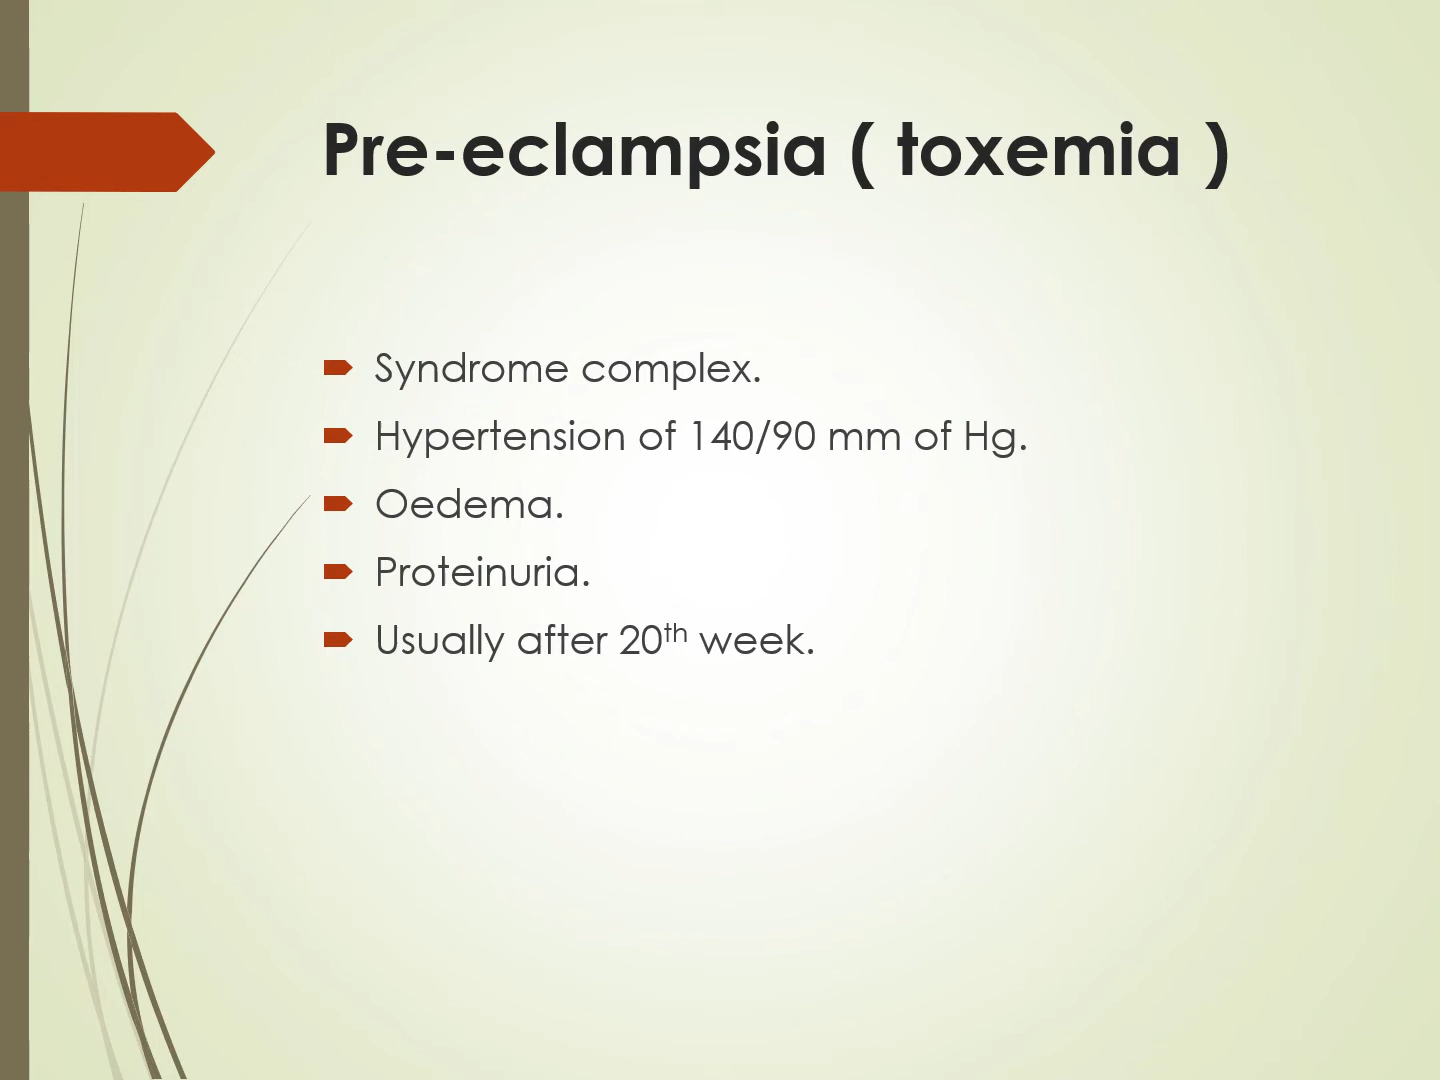 Pre-eclampsia ( toxemia )
Syndrome complex.
Hypertension of 140/90 mm of Hg.
Oedema.
Proteinuria.
Usually after 20th week.